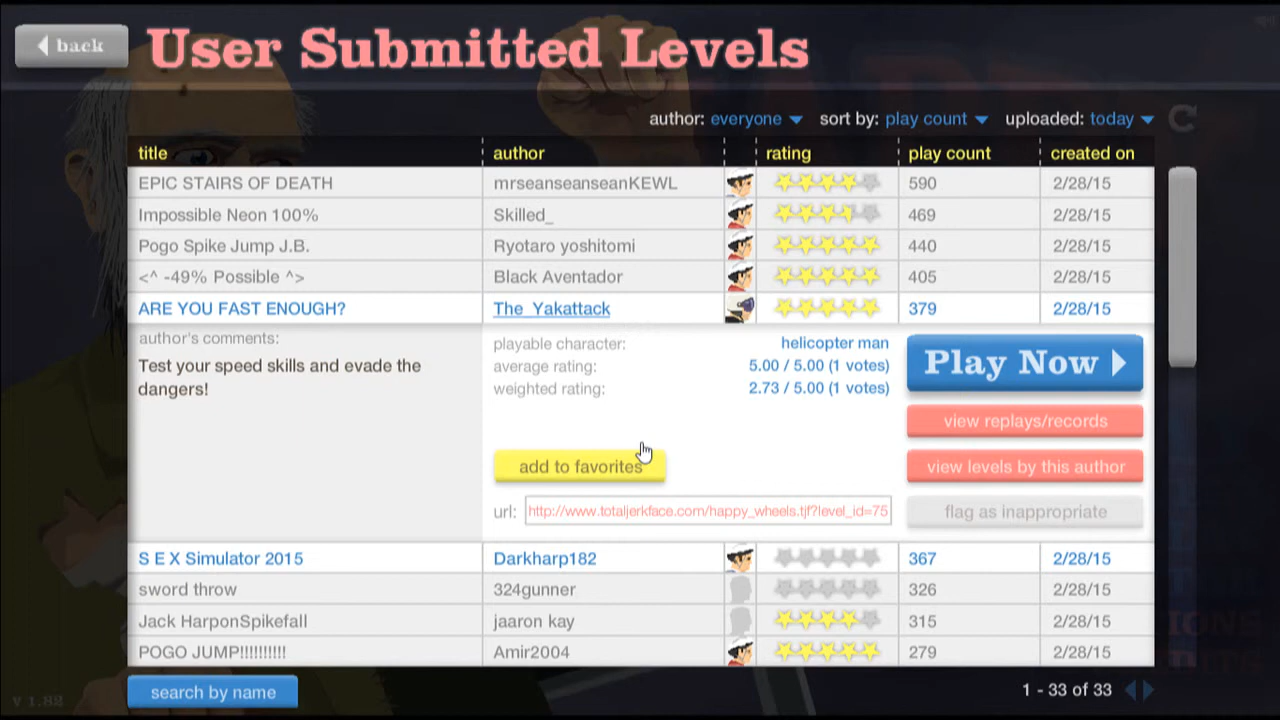 back
User Submitted Levels
author: everyone sort by: play count uploaded: today
title author rating play count created on
EPIC STAIRS OF DEATH mrseanseanseanKEWL 590 2/28/15
Impossible Neon 100% Skilled_ 469 2/28/15
Pogo Spike Jump J.B. Ryotaro yoshitomi 440 2/28/15
<^ -49% Possible ^> Black Aventador 405 2/28/15
ARE YOU FAST ENOUGH? The_Yakattack 379 2/28/15
author's comments:
Test your speed skills and evade the
dangers!
playable character: helicopter man
average rating: 5.00 / 5.00 (1 votes)
weighted rating: 2.73 / 5.00 (1 votes)
add to favorites
url: http://www.totaljerkface.com/happy_wheels.tjf?level_id=75
Play Now
view replays/records
view levels by this author
flag as inappropriate
S E X Simulator 2015 Darkharp182 367 2/28/15
sword throw 324gunner 326 2/28/15
Jack HarponSpikefall jaaron kay 315 2/28/15
POGO JUMP!!!!!!!!!! Amir2004 279 2/28/15
search by name
1 - 33 of 33
v 1.82